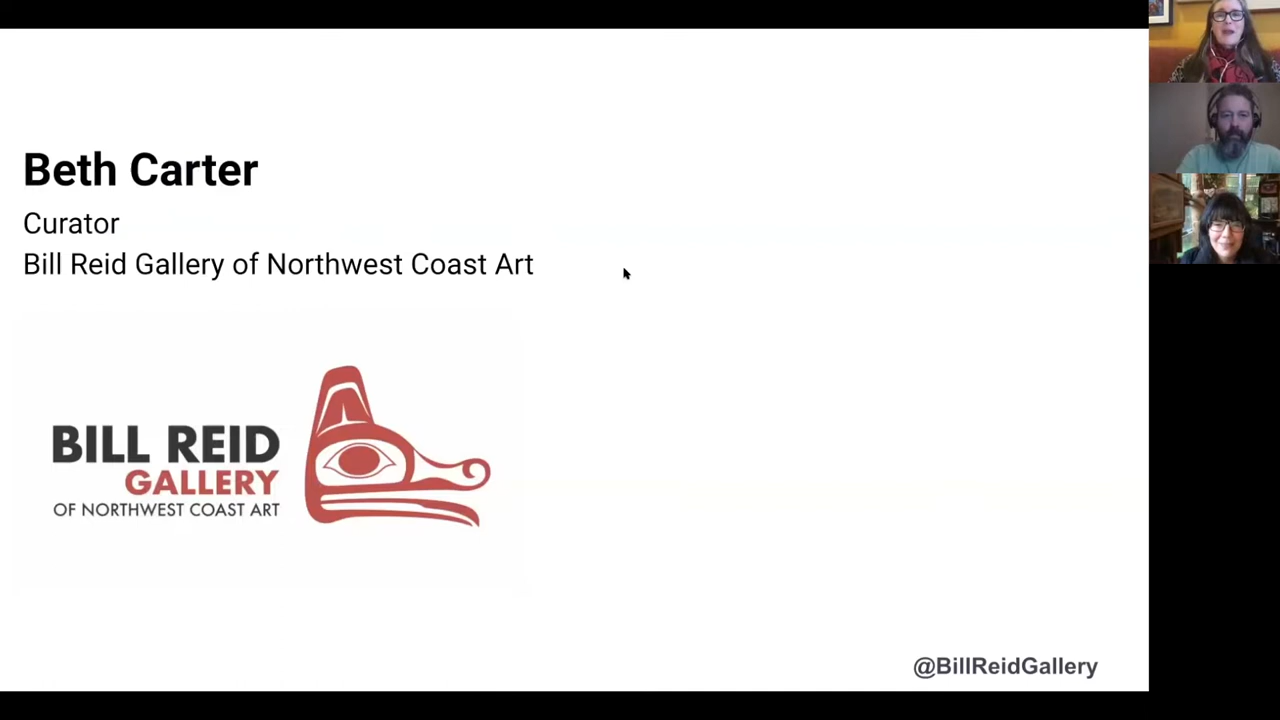 Beth Carter
Curator
Bill Reid Gallery of Northwest Coast Art
BILL REID
GALLERY
OF NORTHWEST COAST ART
@BillReidGallery